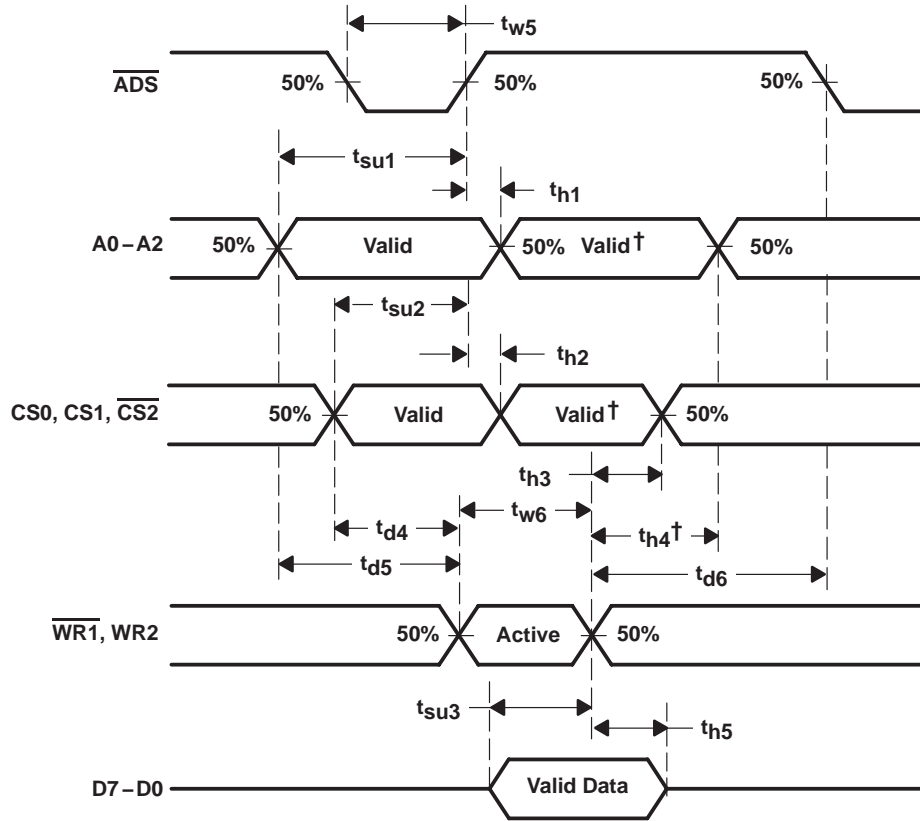 tw5
ADS 50% 50% 50%
tsu1
th1
A0–A2 50% Valid 50% Valid† 50%
tsu2
th2
CS0, CS1, CS2 50% Valid Valid† 50%
th3
tw6
td4 th4†
td5 td6
WR1, WR2 50% Active 50%
tsu3
th5
D7–D0 Valid Data